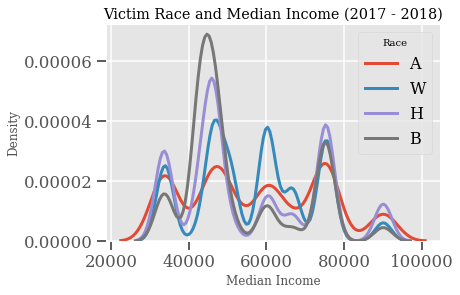 Victim Race and Median Income (2017 - 2018)
Race
A
W
H
B
0.00006
0.00004
0.00002
0.00000
Density
20000 40000 60000 80000 100000
Median Income